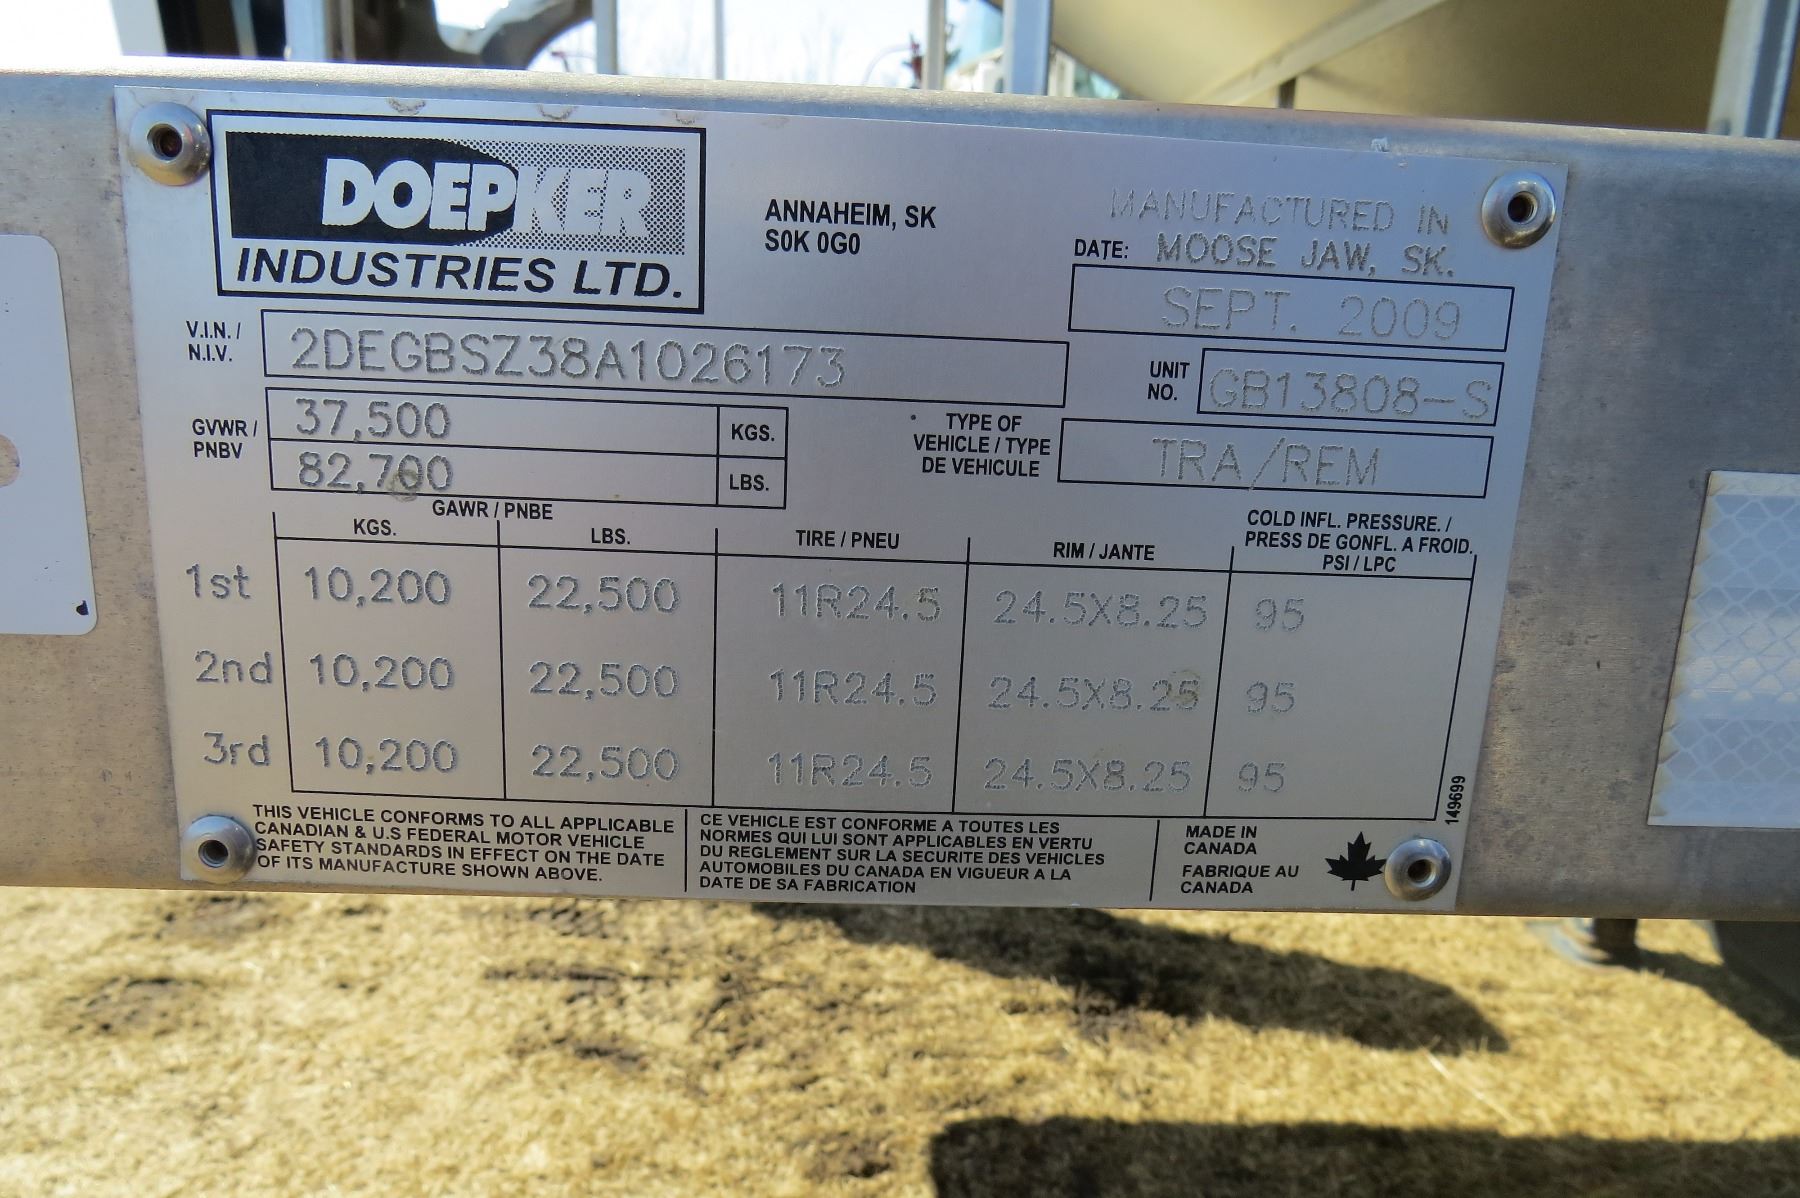 DOEPKER
INDUSTRIES LTD.
ANNAHEIM, SK
S0K 0G0
MANUFACTURED IN
DATE: MOOSE JAW, SK.
SEPT. 2009
V.I.N. /
N.I.V.
2DEGBSZ38A1026173
UNIT
NO.
GB13808-S
GVWR /
PNBV
37,500 KGS.
82,700 LBS.
TYPE OF
VEHICLE / TYPE
DE VEHICULE
TRA/REM
GAWR / PNBE
KGS. LBS. TIRE / PNEU RIM / JANTE
COLD INFL. PRESSURE. /
PRESS DE GONFL. A FROID.
PSI / LPC
1st 10,200 22,500 11R24.5 24.5X8.25 95
2nd 10,200 22,500 11R24.5 24.5X8.25 95
3rd 10,200 22,500 11R24.5 24.5X8.25 95
149699
THIS VEHICLE CONFORMS TO ALL APPLICABLE
CANADIAN & U.S FEDERAL MOTOR VEHICLE
SAFETY STANDARDS IN EFFECT ON THE DATE
OF ITS MANUFACTURE SHOWN ABOVE.
CE VEHICLE EST CONFORME A TOUTES LES
NORMES QUI LUI SONT APPLICABLES EN VERTU
DU REGLEMENT SUR LA SECURITE DES VEHICLES
AUTOMOBILES DU CANADA EN VIGUEUR A LA
DATE DE SA FABRICATION
MADE IN
CANADA
FABRIQUE AU
CANADA